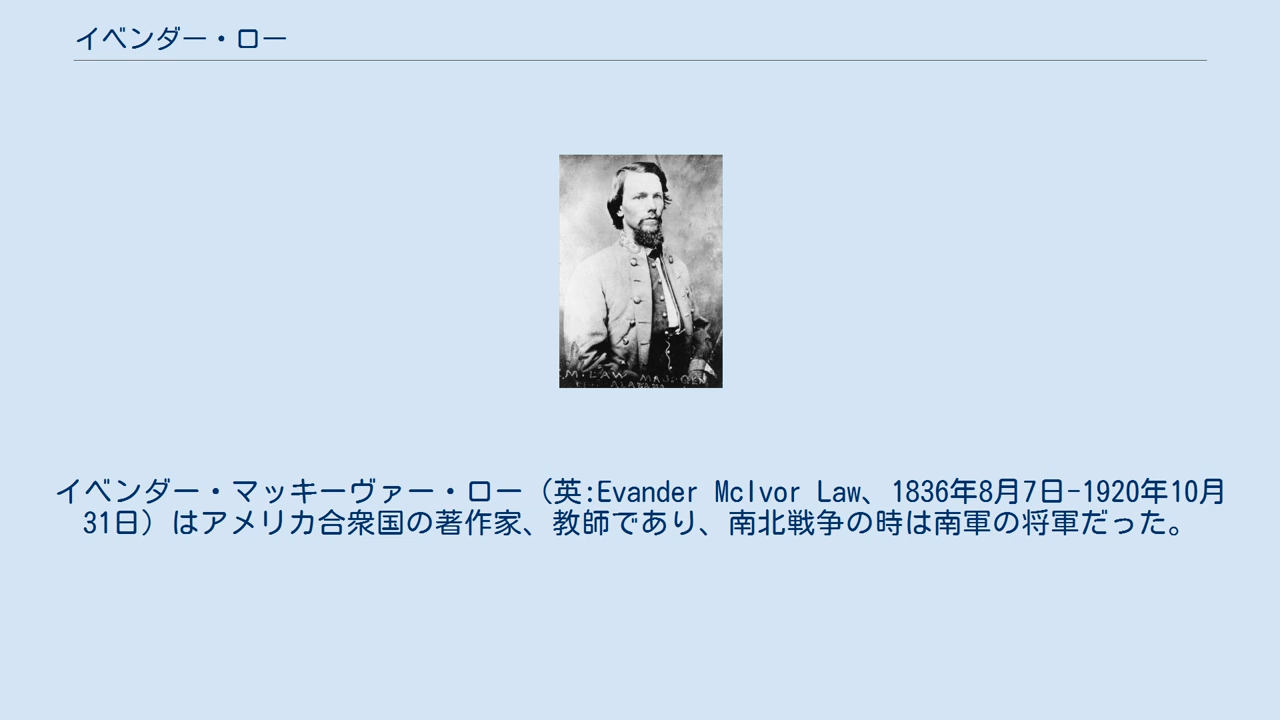 イベンダー・ロー
M. LAW MAJ. GEN
ALABAMA
イベンダー・マッキーヴァー・ロー（英:Evander McIvor Law、1836年8月7日-1920年10月
31日）はアメリカ合衆国の著作家、教師であり、南北戦争の時は南軍の将軍だった。